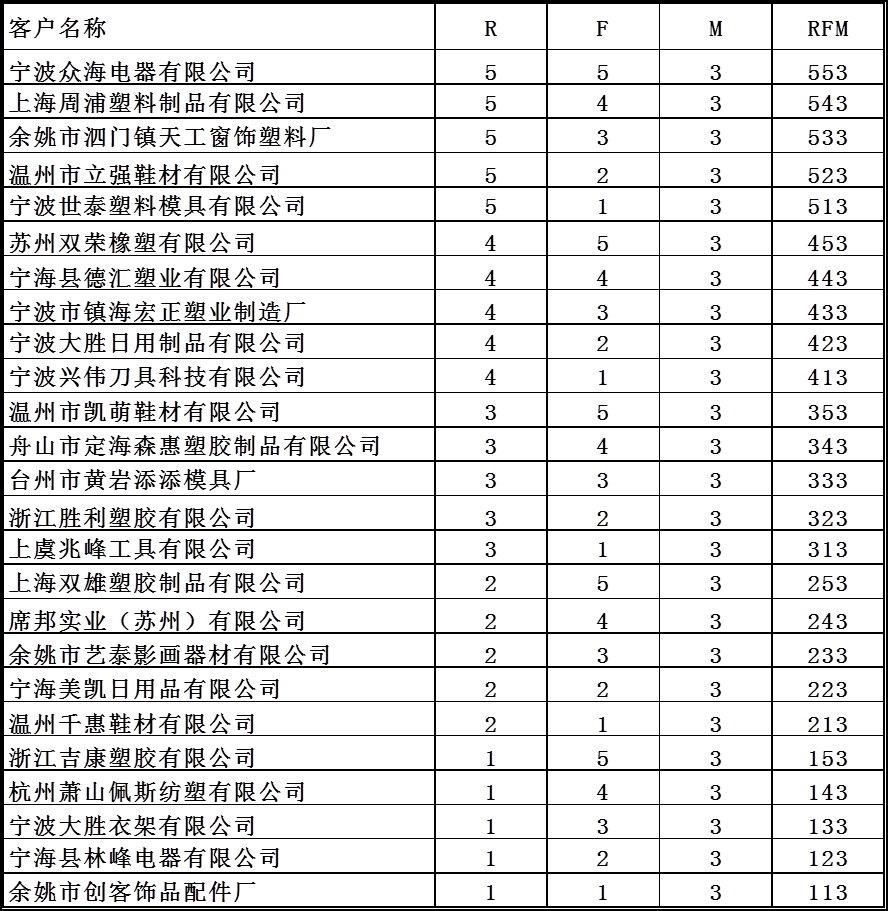 客户名称 R F M RFM
宁波众海电器有限公司 5 5 3 553
上海周浦塑料制品有限公司 5 4 3 543
余姚市泗门镇天工窗饰塑料厂 5 3 3 533
温州市立强鞋材有限公司 5 2 3 523
宁波世泰塑料模具有限公司 5 1 3 513
苏州双荣橡塑有限公司 4 5 3 453
宁海县德汇塑业有限公司 4 4 3 443
宁波市镇海宏正塑业制造厂 4 3 3 433
宁波大胜日用制品有限公司 4 2 3 423
宁波兴伟刀具科技有限公司 4 1 3 413
温州市凯萌鞋材有限公司 3 5 3 353
舟山市定海森惠塑胶制品有限公司 3 4 3 343
台州市黄岩添添模具厂 3 3 3 333
浙江胜利塑胶有限公司 3 2 3 323
上虞兆峰工具有限公司 3 1 3 313
上海双雄塑胶制品有限公司 2 5 3 253
席邦实业（苏州）有限公司 2 4 3 243
余姚市艺泰影画器材有限公司 2 3 3 233
宁海美凯日用品有限公司 2 2 3 223
温州千惠鞋材有限公司 2 1 3 213
浙江吉康塑胶有限公司 1 5 3 153
杭州萧山佩斯纺塑有限公司 1 4 3 143
宁波大胜衣架有限公司 1 3 3 133
宁海县林峰电器有限公司 1 2 3 123
余姚市创客饰品配件厂 1 1 3 113